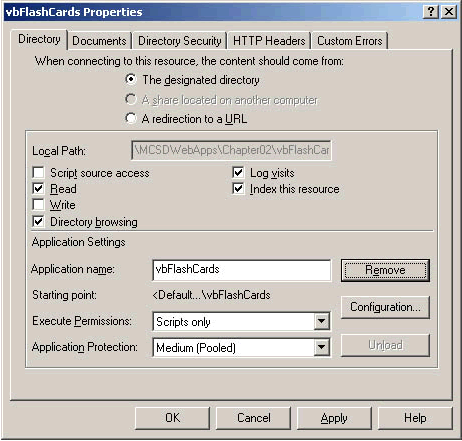 vbFlashCards Properties
Directory Documents Directory Security HTTP Headers Custom Errors
When connecting to this resource, the content should come from:
The designated directory
A share located on another computer
A redirection to a URL
Local Path: \MCSDWebApps\Chapter02\vbFlashCar
Script source access Log visits
Read Index this resource
Write
Directory browsing
Application Settings
Application name: vbFlashCards Remove
Starting point: <Default...\vbFlashCards
Configuration...
Execute Permissions: Scripts only
Application Protection: Medium (Pooled) Unload
OK Cancel Apply Help